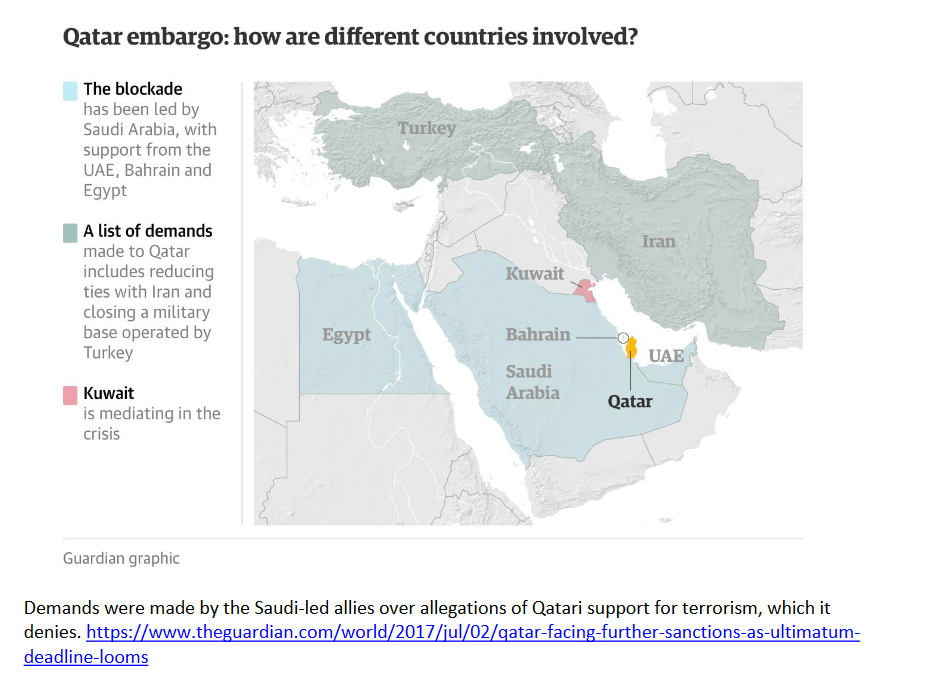 Qatar embargo: how are different countries involved?
The blockade
has been led by
Saudi Arabia, with
support from the
UAE, Bahrain and
Egypt
A list of demands
made to Qatar
includes reducing
ties with Iran and
closing a military
base operated by
Turkey
Kuwait
is mediating in the
crisis
Turkey
Iran
Kuwait
Egypt
Bahrain
UAE
Saudi
Arabia
Qatar
Guardian graphic
Demands were made by the Saudi-led allies over allegations of Qatari support for terrorism, which it
denies. https://www.theguardian.com/world/2017/jul/02/qatar-facing-further-sanctions-as-ultimatum-
deadline-looms